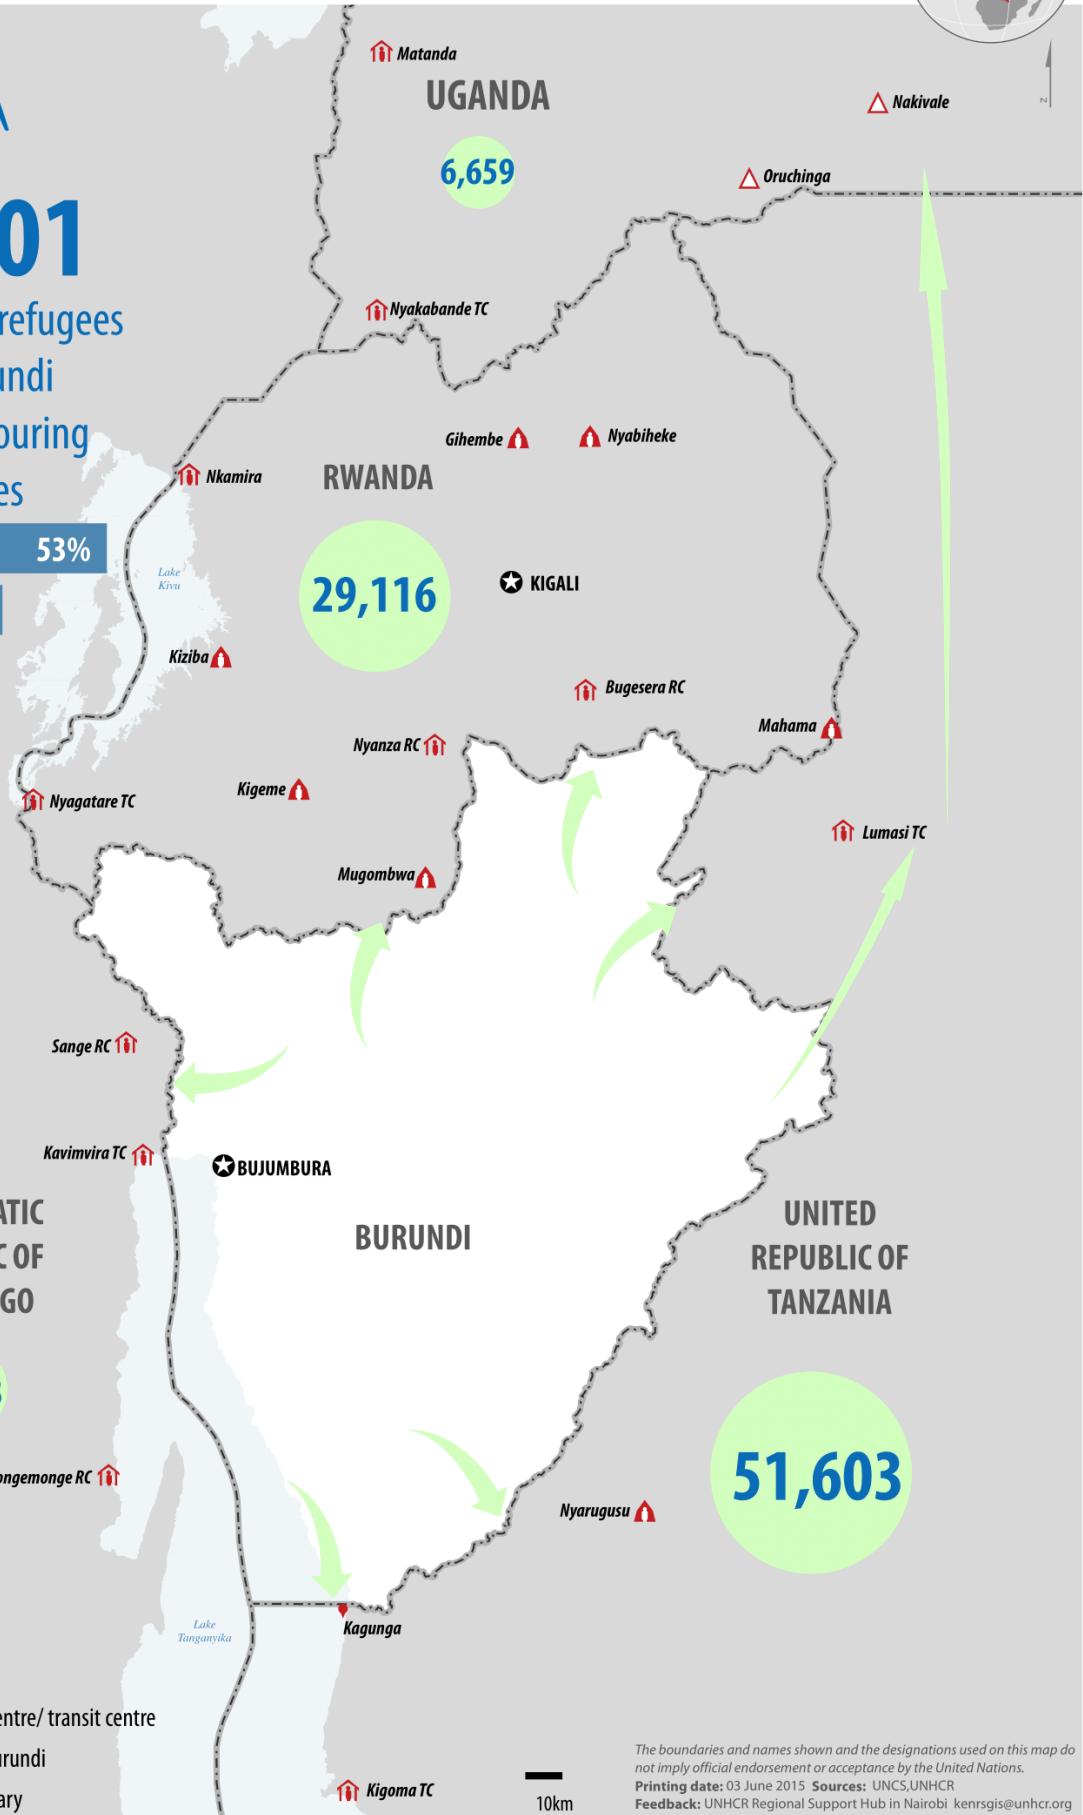 Matanda
UGANDA
6,659
Nakivale
Oruchinga
N
01
refugees
Nyakabande TC
Gihembe
Nyabiheke
Nkamira
RWANDA
53%
Lake
Kivu
29,116
KIGALI
Kiziba
Bugesera RC
Mahama
Nyanza RC
Kigeme
Nyagatare TC
Lumasi TC
Mugombwa
Sange RC
Kavimvira TC
BUJUMBURA
ATIC
C OF
GO
BURUNDI
UNITED
REPUBLIC OF
TANZANIA
51,603
ongemonge RC
Nyarugusu
Kagunga
Lake
Tanganyika
entre/ transit centre
urundi
ary
Kigoma TC
10km
The boundaries and names shown and the designations used on this map do
not imply official endorsement or acceptance by the United Nations.
Printing date: 03 June 2015 Sources: UNCS,UNHCR
Feedback: UNHCR Regional Support Hub in Nairobi kenrsgis@unhcr.org